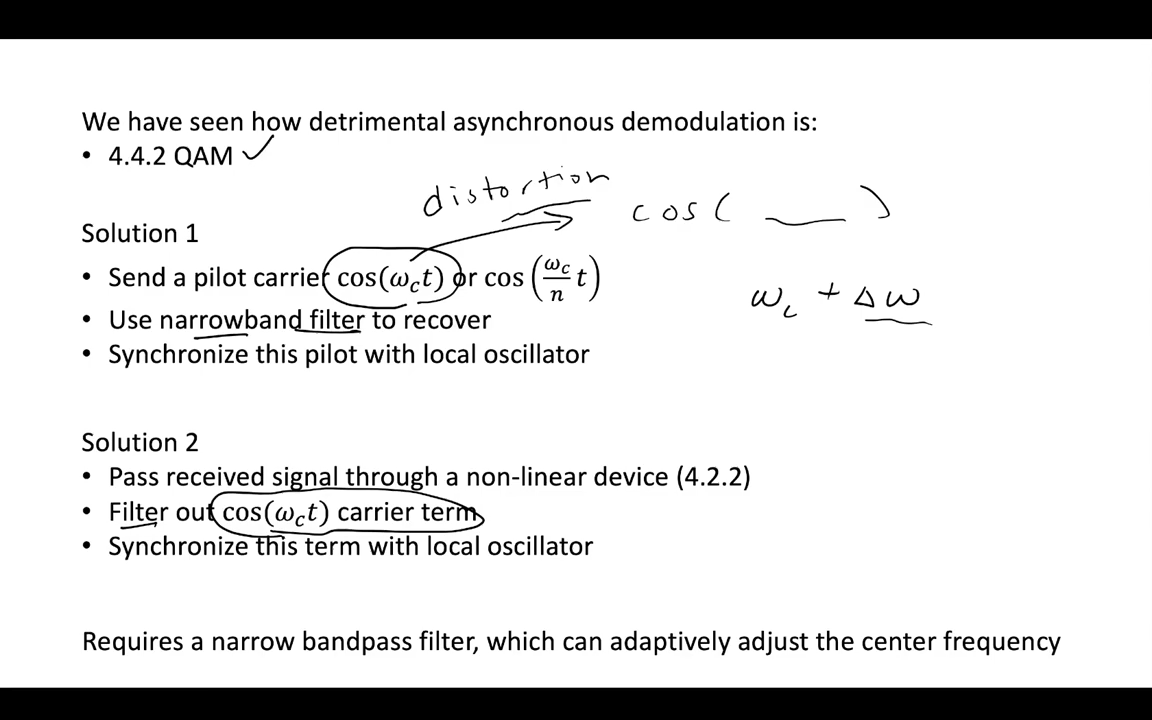 We have seen how detrimental asynchronous demodulation is:
• 4.4.2 QAM ✓
distortion
cos( ___ )
Solution 1
• Send a pilot carrier cos(ω_c t) or cos(ω_c/n t)
ω_c + Δω
• Use narrowband filter to recover
• Synchronize this pilot with local oscillator
Solution 2
• Pass received signal through a non-linear device (4.2.2)
• Filter out cos(ω_c t) carrier term
• Synchronize this term with local oscillator
Requires a narrow bandpass filter, which can adaptively adjust the center frequency